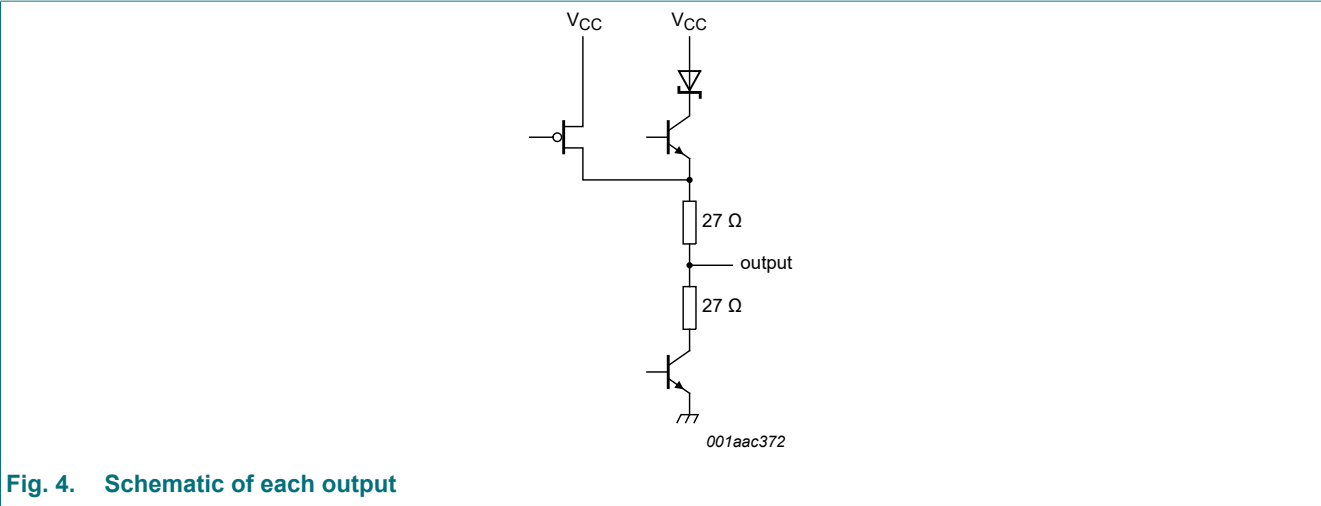 VCC
VCC
27 Ω
output
27 Ω
001aac372
Fig. 4. Schematic of each output